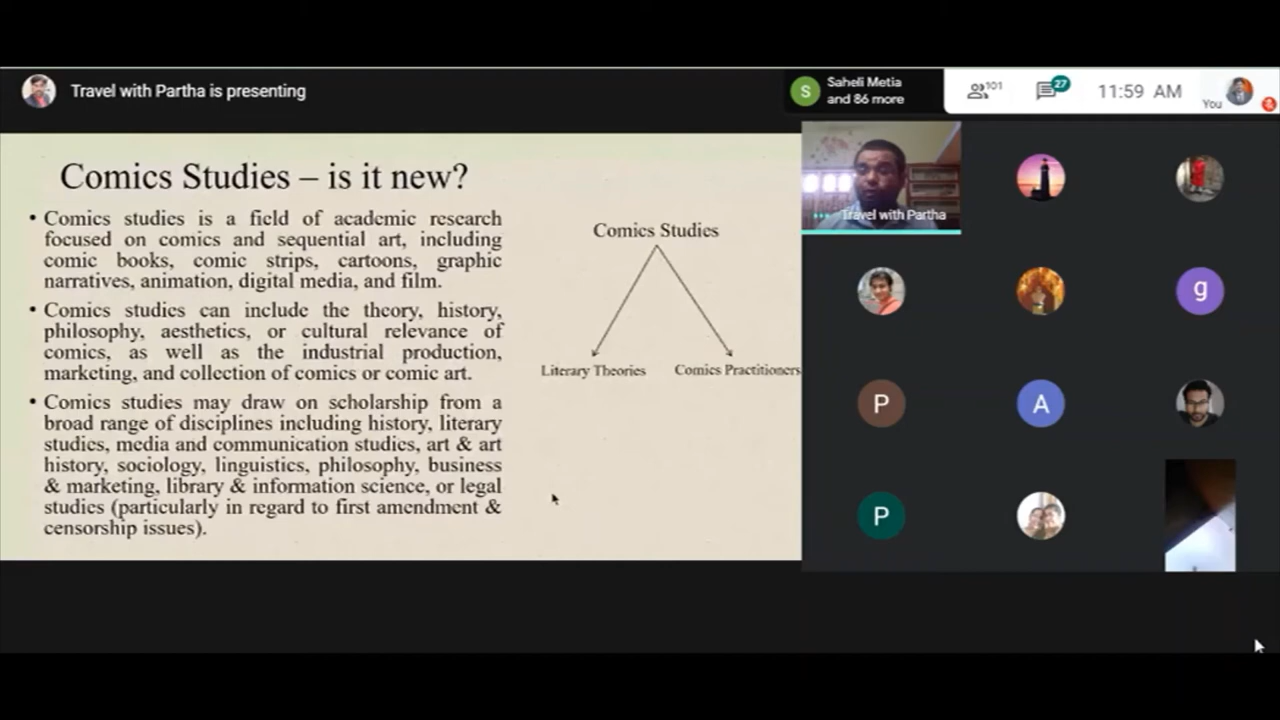 Travel with Partha is presenting
S
Saheli Metia
and 86 more
101
27
11:59 AM
You
Comics Studies – is it new?
• Comics studies is a field of academic research
focused on comics and sequential art, including
comic books, comic strips, cartoons, graphic
narratives, animation, digital media, and film.
• Comics studies can include the theory, history,
philosophy, aesthetics, or cultural relevance of
comics, as well as the industrial production,
marketing, and collection of comics or comic art.
• Comics studies may draw on scholarship from a
broad range of disciplines including history, literary
studies, media and communication studies, art & art
history, sociology, linguistics, philosophy, business
& marketing, library & information science, or legal
studies (particularly in regard to first amendment &
censorship issues).
Comics Studies
Literary Theories
Comics Practitioners
Travel with Partha
g
P
A
P